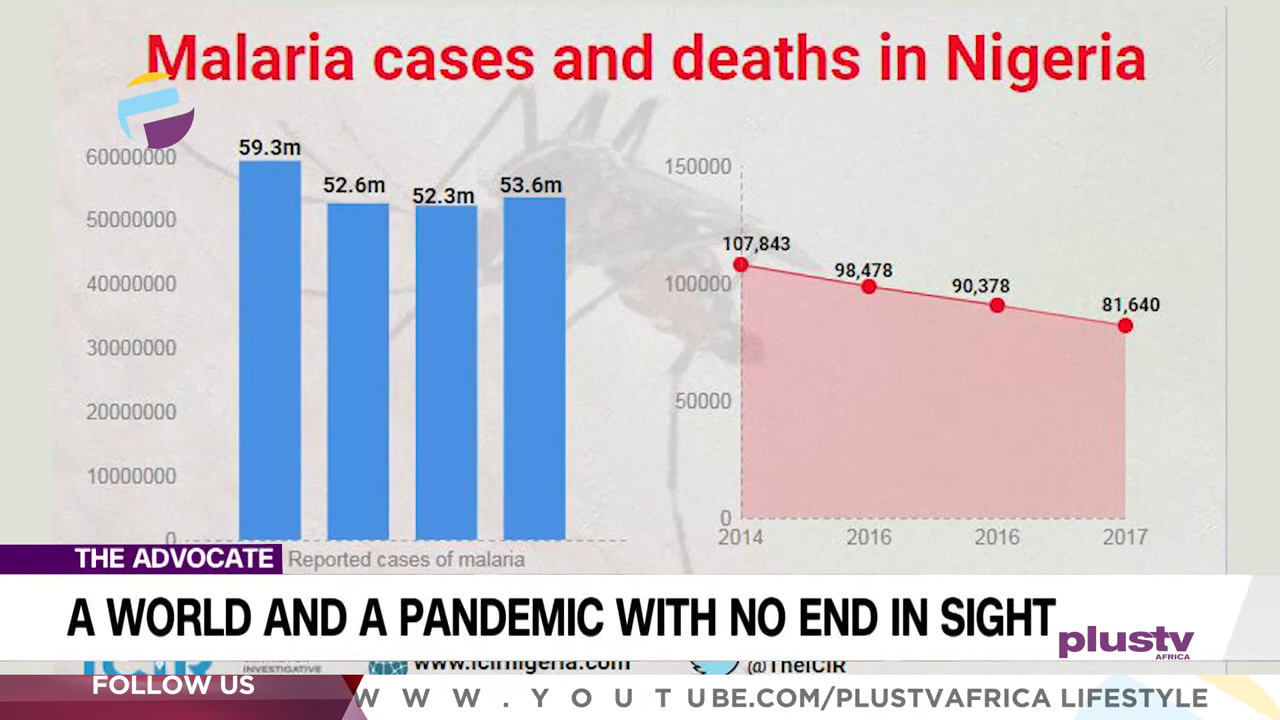 Malaria cases and deaths in Nigeria
60000000
50000000
40000000
30000000
20000000
10000000
0
59.3m
52.6m
52.3m
53.6m
Reported cases of malaria
150000
100000
50000
0
107,843
98,478
90,378
81,640
2014
2016
2016
2017
THE ADVOCATE
A WORLD AND A PANDEMIC WITH NO END IN SIGHT
plustv
AFRICA
INVESTIGATIVE
www.icirnigeria.com
@TheICIR
FOLLOW US
WWW.YOUTUBE.COM/PLUSTVAFRICA LIFESTYLE